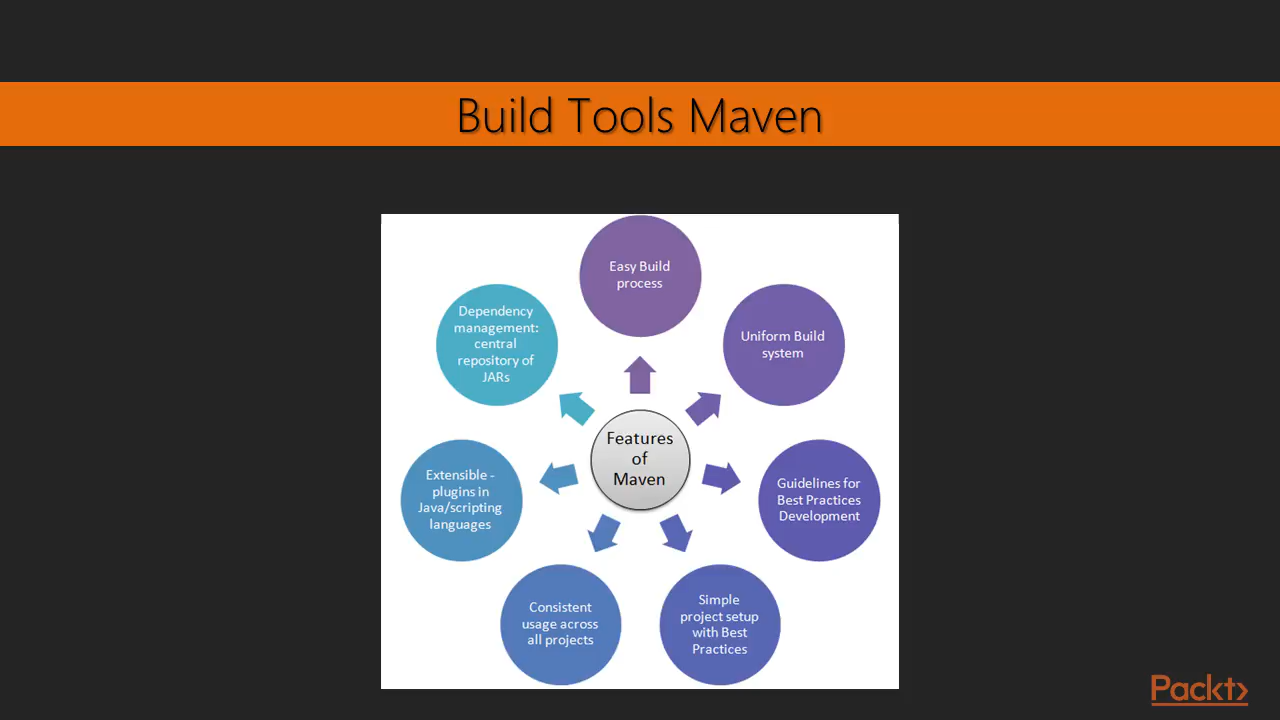 Build Tools Maven
Easy Build
process
Uniform Build
system
Guidelines for
Best Practices
Development
Simple
project setup
with Best
Practices
Consistent
usage across
all projects
Extensible -
plugins in
Java/scripting
languages
Dependency
management:
central
repository of
JARs
Features
of
Maven
Packt>